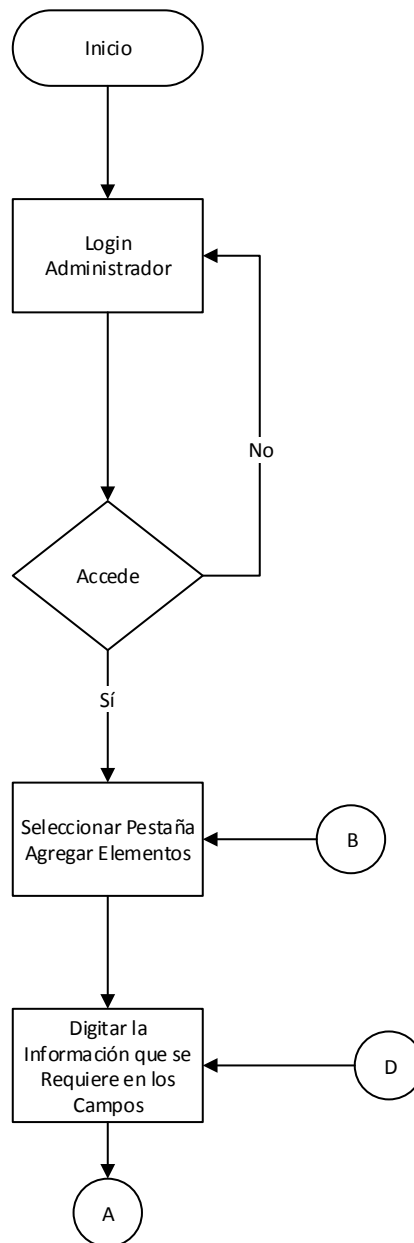 Inicio
Login
Administrador
No
Accede
Sí
Seleccionar Pestaña
Agregar Elementos
B
Digitar la
Información que se
Requiere en los
Campos
D
A